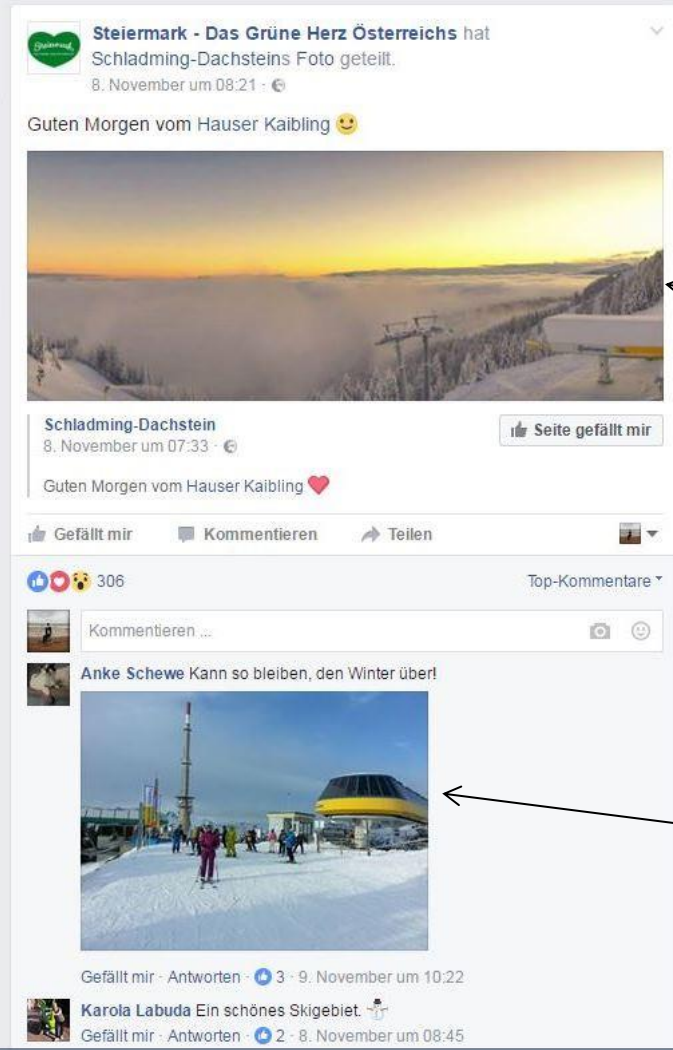 Steiermark
Steiermark - Das Grüne Herz Österreichs hat
Schladming-Dachsteins Foto geteilt.
8. November um 08:21 ·
Guten Morgen vom Hauser Kaibling 🙂
Schladming-Dachstein
8. November um 07:33 ·
Seite gefällt mir
Guten Morgen vom Hauser Kaibling ❤
Gefällt mir Kommentieren Teilen
306 Top-Kommentare
Kommentieren ...
Anke Schewe Kann so bleiben, den Winter über!
Gefällt mir · Antworten · 3 · 9. November um 10:22
Karola Labuda Ein schönes Skigebiet. ☃
Gefällt mir · Antworten · 2 · 8. November um 08:45